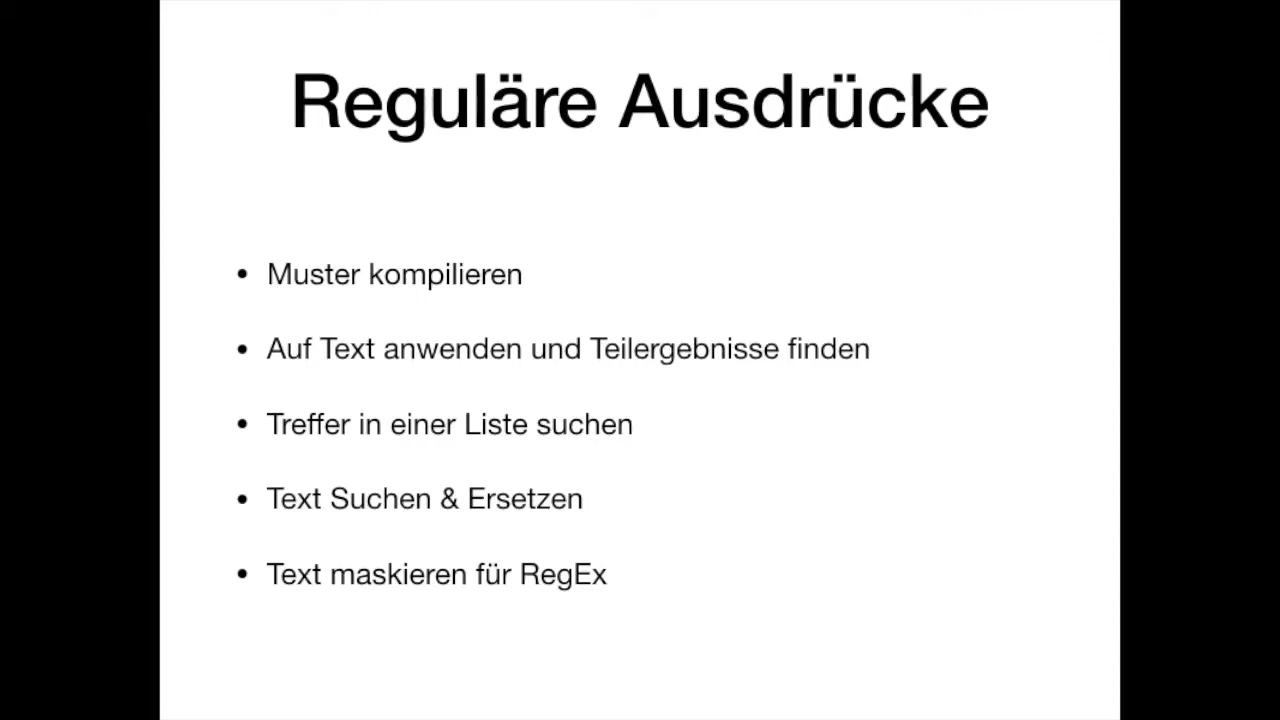 Reguläre Ausdrücke
• Muster kompilieren
• Auf Text anwenden und Teilergebnisse finden
• Treffer in einer Liste suchen
• Text Suchen & Ersetzen
• Text maskieren für RegEx